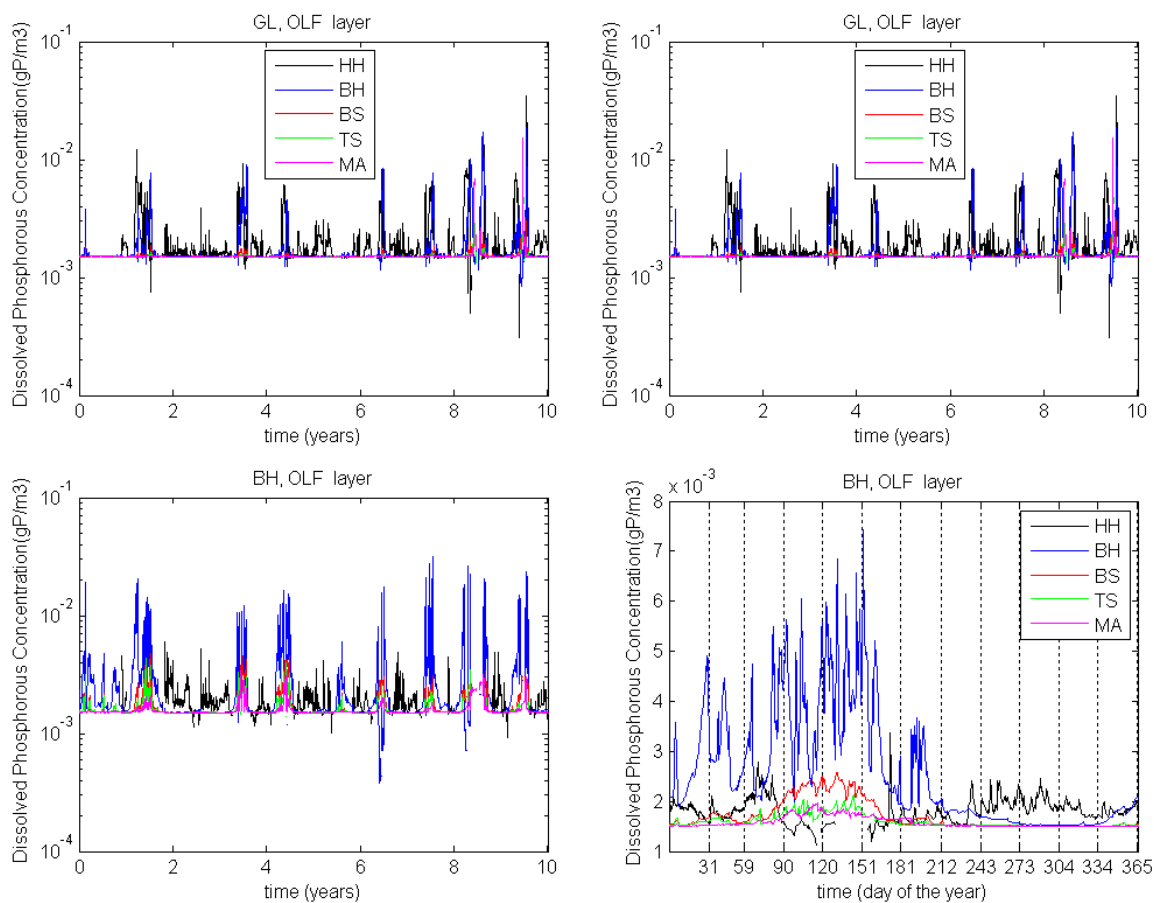 GL, OLF layer
Dissolved Phosphorous Concentration(gP/m3)
10^-1
10^-2
10^-3
10^-4
HH
BH
BS
TS
MA
0 2 4 6 8 10
time (years)
GL, OLF layer
Dissolved Phosphorous Concentration(gP/m3)
10^-1
10^-2
10^-3
10^-4
HH
BH
BS
TS
MA
0 2 4 6 8 10
time (years)
BH, OLF layer
Dissolved Phosphorous Concentration(gP/m3)
10^-1
10^-2
10^-3
10^-4
0 2 4 6 8 10
time (years)
BH, OLF layer
x 10^-3
Dissolved Phosphorous Concentration(gP/m3)
8
7
6
5
4
3
2
1
HH
BH
BS
TS
MA
31 59 90 120 151 181 212 243 273 304 334 365
time (day of the year)